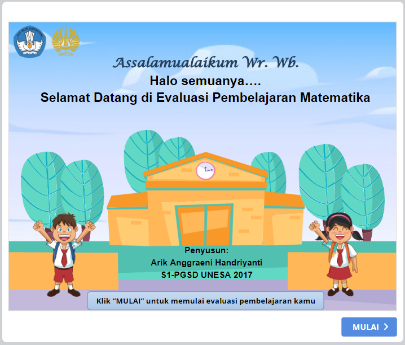 Assalamualaikum Wr. Wb.
Halo semuanya....
Selamat Datang di Evaluasi Pembelajaran Matematika
Penyusun:
Arik Anggraeni Handriyanti
S1-PGSD UNESA 2017
Klik "MULAI" untuk memulai evaluasi pembelajaran kamu
MULAI